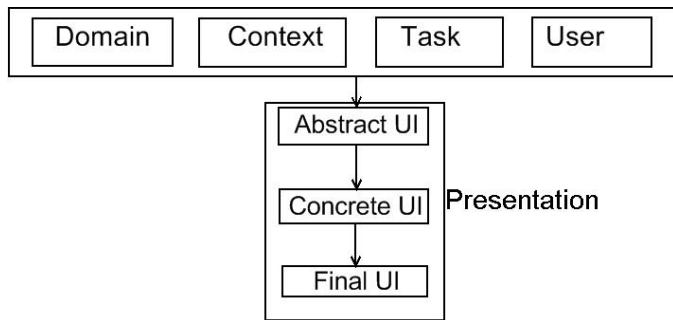 Domain
Context
Task
User
Abstract UI
Concrete UI
Presentation
Final UI